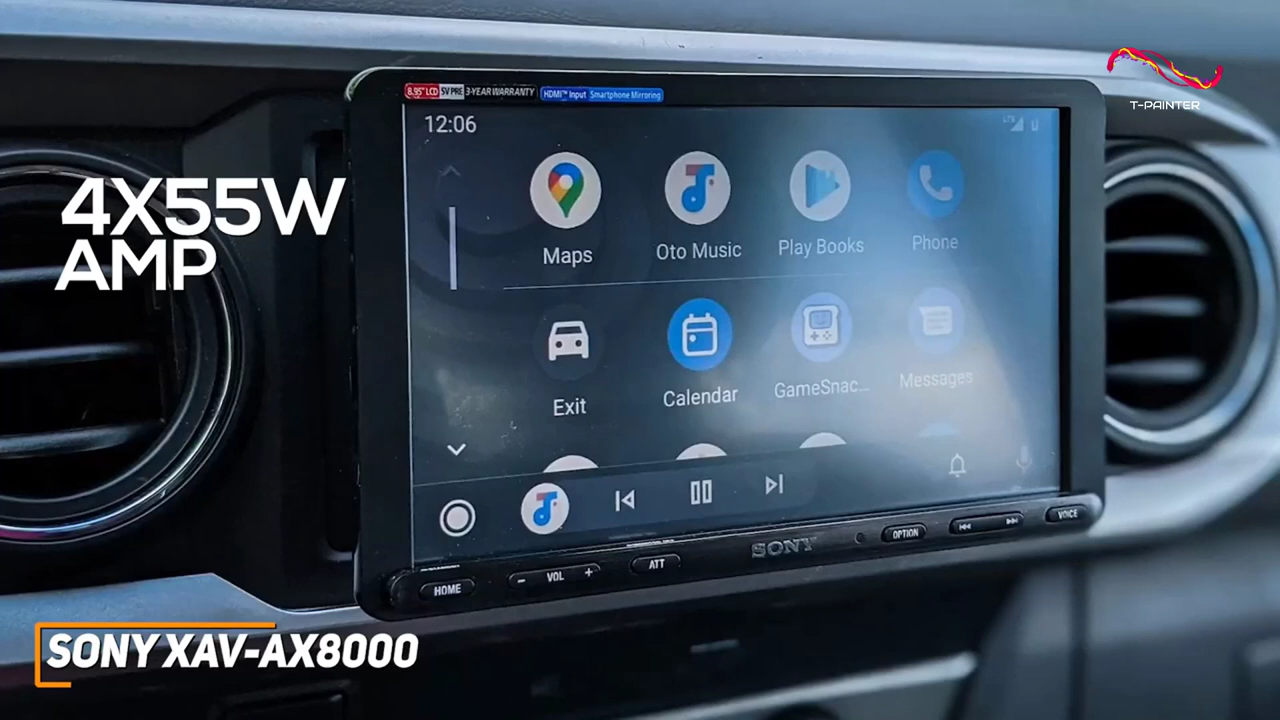 8.95" LCD 5V PRE 3-YEAR WARRANTY HDMI™ Input Smartphone Mirroring
T-PAINTER
12:06
LTE
4X55W
AMP
Maps
Oto Music
Play Books
Phone
Exit
Calendar
GameSnac...
Messages
HOME
- VOL +
ATT
SONY
OPTION
VOICE
SONY XAV-AX8000